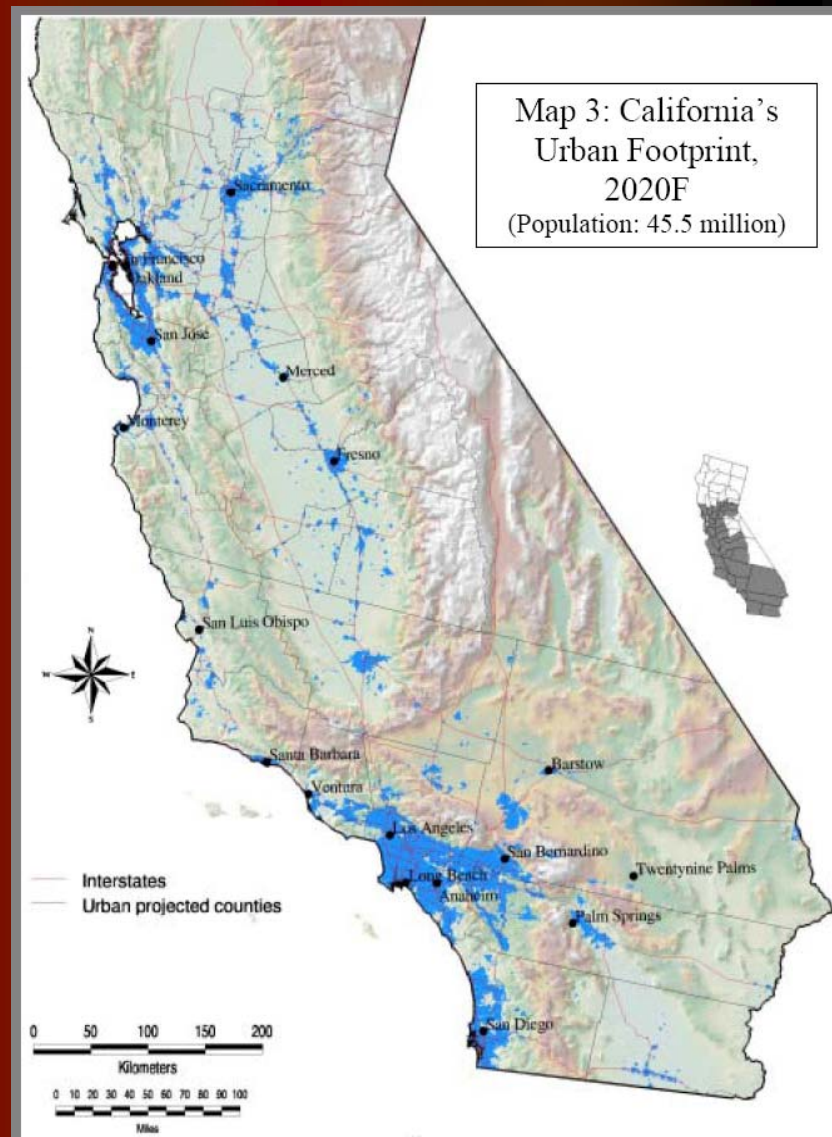 Map 3: California's
Urban Footprint,
2020F
(Population: 45.5 million)
Sacramento
San Francisco
Oakland
San Jose
Merced
Monterey
Fresno
San Luis Obispo
N
W
E
S
Santa Barbara
Barstow
Ventura
Los Angeles
San Bernardino
Long Beach
Twentynine Palms
Anaheim
Palm Springs
San Diego
Interstates
Urban projected counties
0 50 100 150 200
Kilometers
0 10 20 30 40 50 60 70 80 90 100
Miles